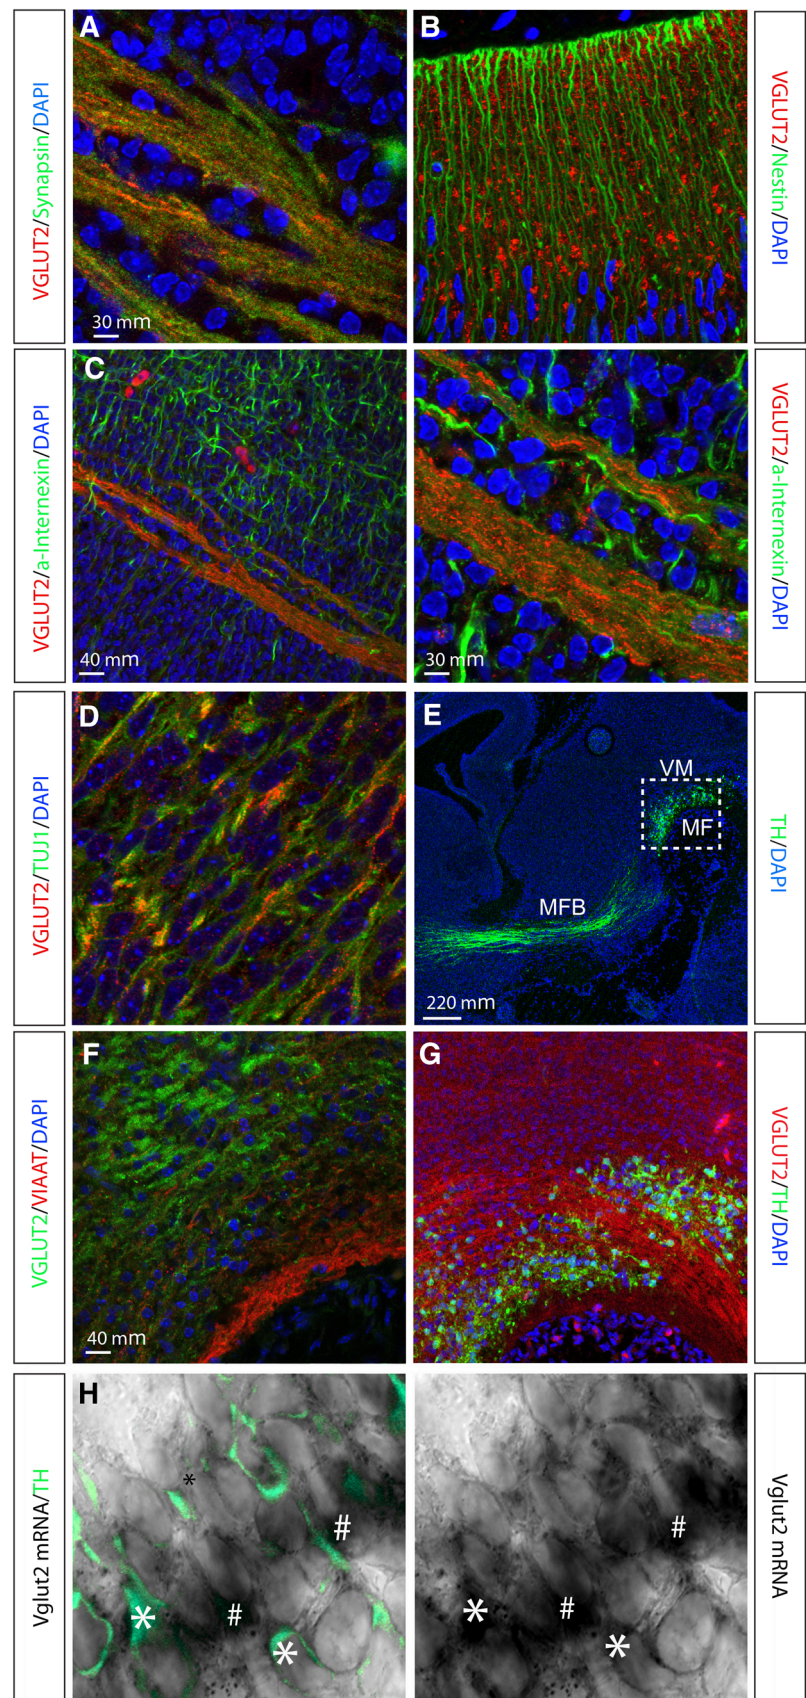 A
VGLUT2/Synapsin/DAPI
30 mm
B
VGLUT2/Nestin/DAPI
C
VGLUT2/a-Internexin/DAPI
40 mm
30 mm
VGLUT2/a-Internexin/DAPI
D
VGLUT2/TUJ1/DAPI
E
VM
MF
MFB
220 mm
TH/DAPI
F
VGLUT2/VIAAT/DAPI
40 mm
G
VGLUT2/TH/DAPI
H
Vglut2 mRNA/TH
*
#
* #
*
#
* #
*
Vglut2 mRNA